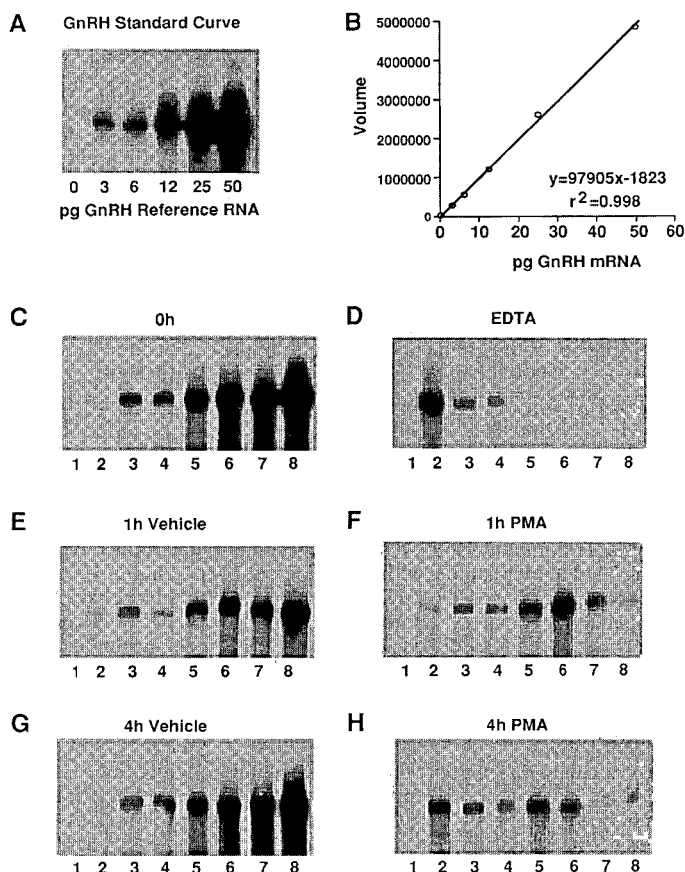 A GnRH Standard Curve
0 3 6 12 25 50
pg GnRH Reference RNA
B
Volume
5000000
4000000
3000000
2000000
1000000
0
0 10 20 30 40 50 60
y=97905x-1823
r2=0.998
pg GnRH mRNA
C 0h
1 2 3 4 5 6 7 8
D EDTA
1 2 3 4 5 6 7 8
E 1h Vehicle
1 2 3 4 5 6 7 8
F 1h PMA
1 2 3 4 5 6 7 8
G 4h Vehicle
1 2 3 4 5 6 7 8
H 4h PMA
1 2 3 4 5 6 7 8